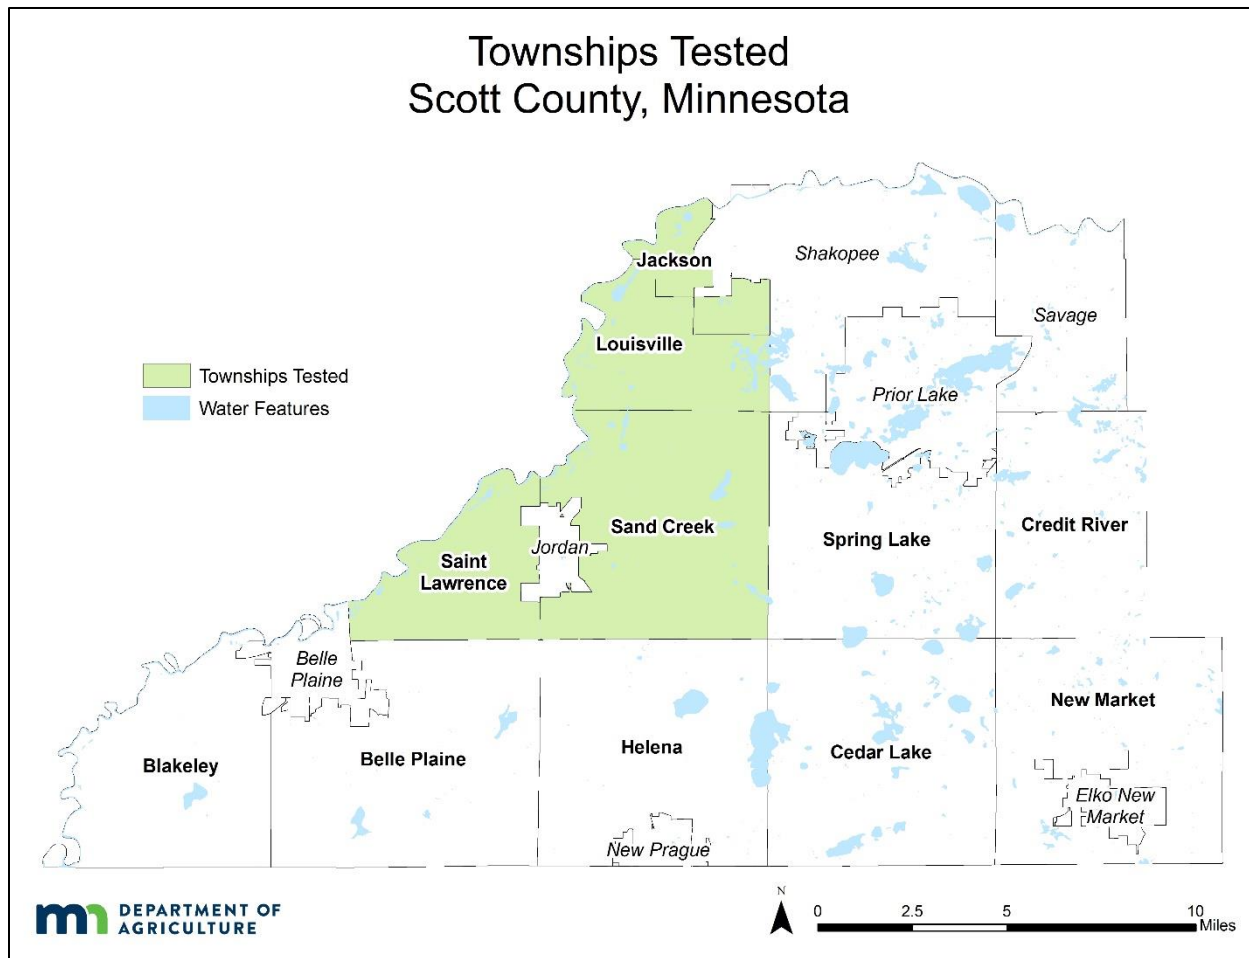 Townships Tested
Scott County, Minnesota
Jackson
Shakopee
Savage
Louisville
Townships Tested
Water Features
Prior Lake
Sand Creek
Credit River
Spring Lake
Jordan
Saint
Lawrence
Belle
Plaine
New Market
Helena
Cedar Lake
Belle Plaine
Blakeley
Elko New
Market
New Prague
N
DEPARTMENT OF
AGRICULTURE
0 2.5 5 10
Miles